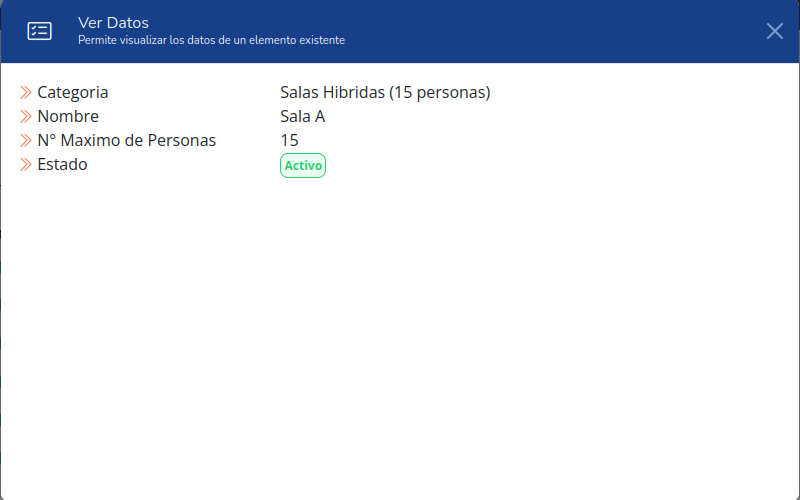 Ver Datos
Permite visualizar los datos de un elemento existente
Categoria Salas Hibridas (15 personas)
Nombre Sala A
N° Maximo de Personas 15
Estado Activo